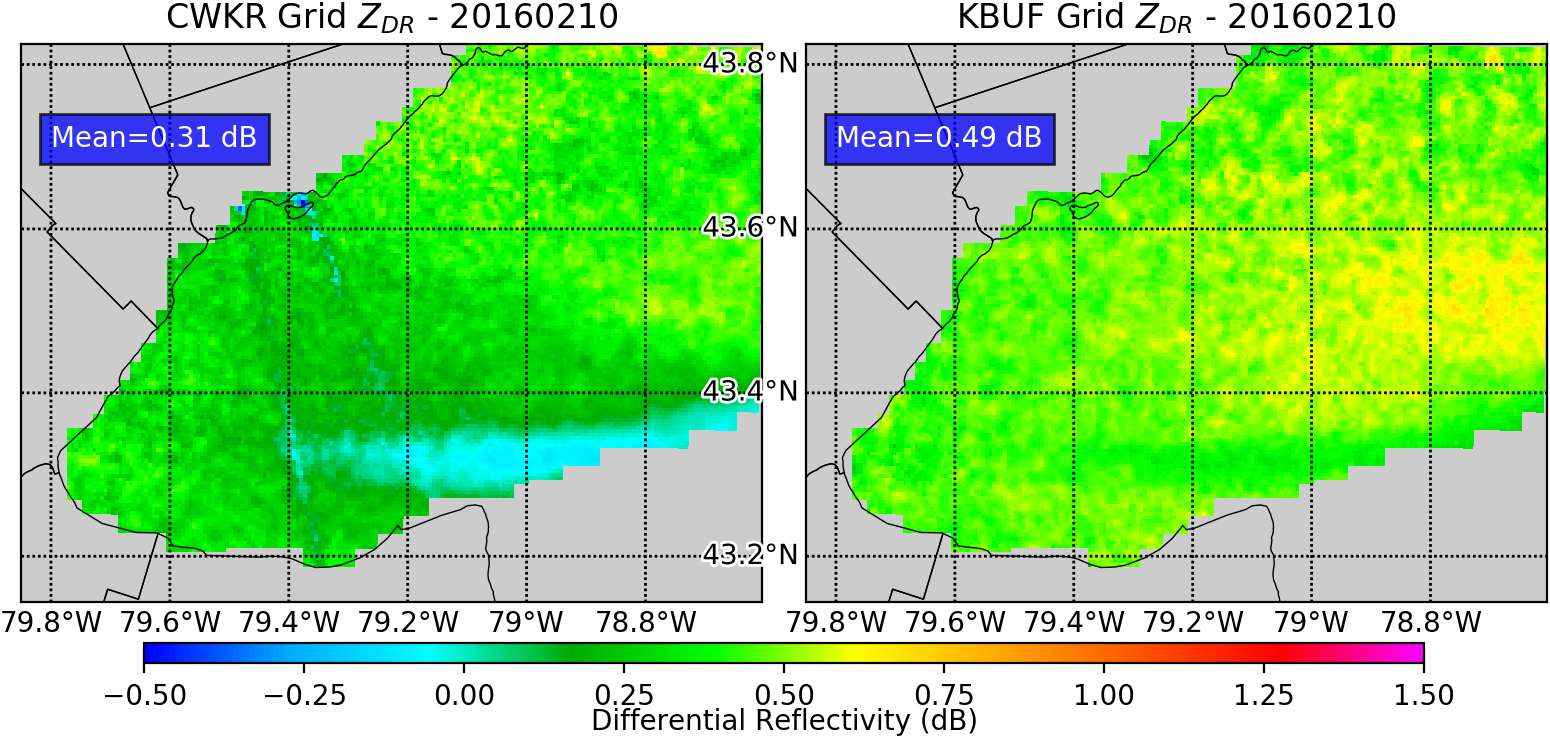 CWKR Grid Z_DR - 20160210
KBUF Grid Z_DR - 20160210
43.8°N
Mean=0.31 dB
Mean=0.49 dB
43.6°N
43.4°N
43.2°N
79.8°W 79.6°W 79.4°W 79.2°W 79°W 78.8°W
79.8°W 79.6°W 79.4°W 79.2°W 79°W 78.8°W
−0.50 −0.25 0.00 0.25 0.50 0.75 1.00 1.25 1.50
Differential Reflectivity (dB)